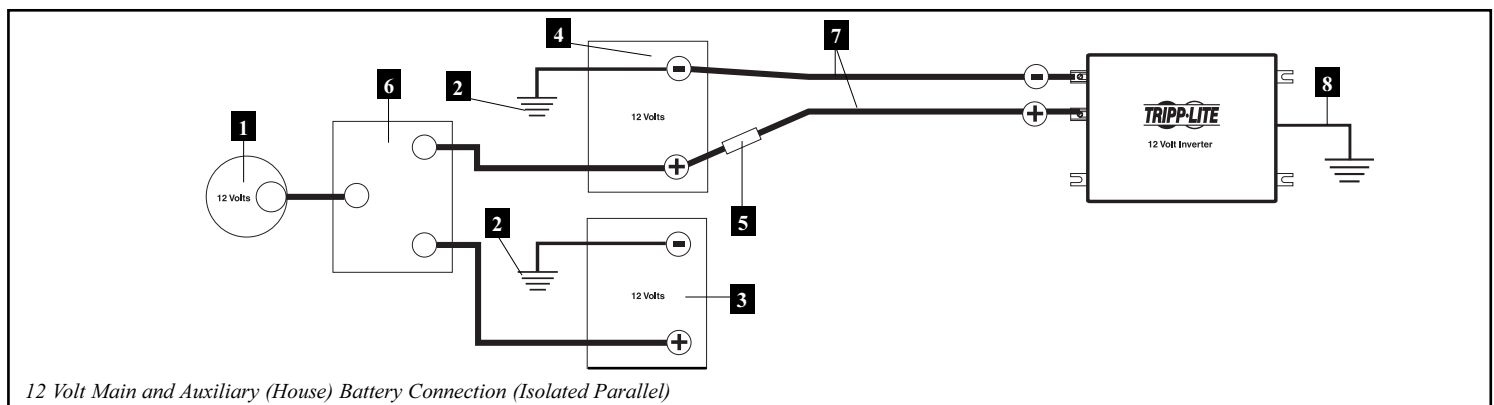 4
7
2
6
1
12 Volts
12 Volts
-
+
5
-
+
TRIPP·LITE
12 Volt Inverter
8
2
12 Volts
-
+
3
12 Volt Main and Auxiliary (House) Battery Connection (Isolated Parallel)